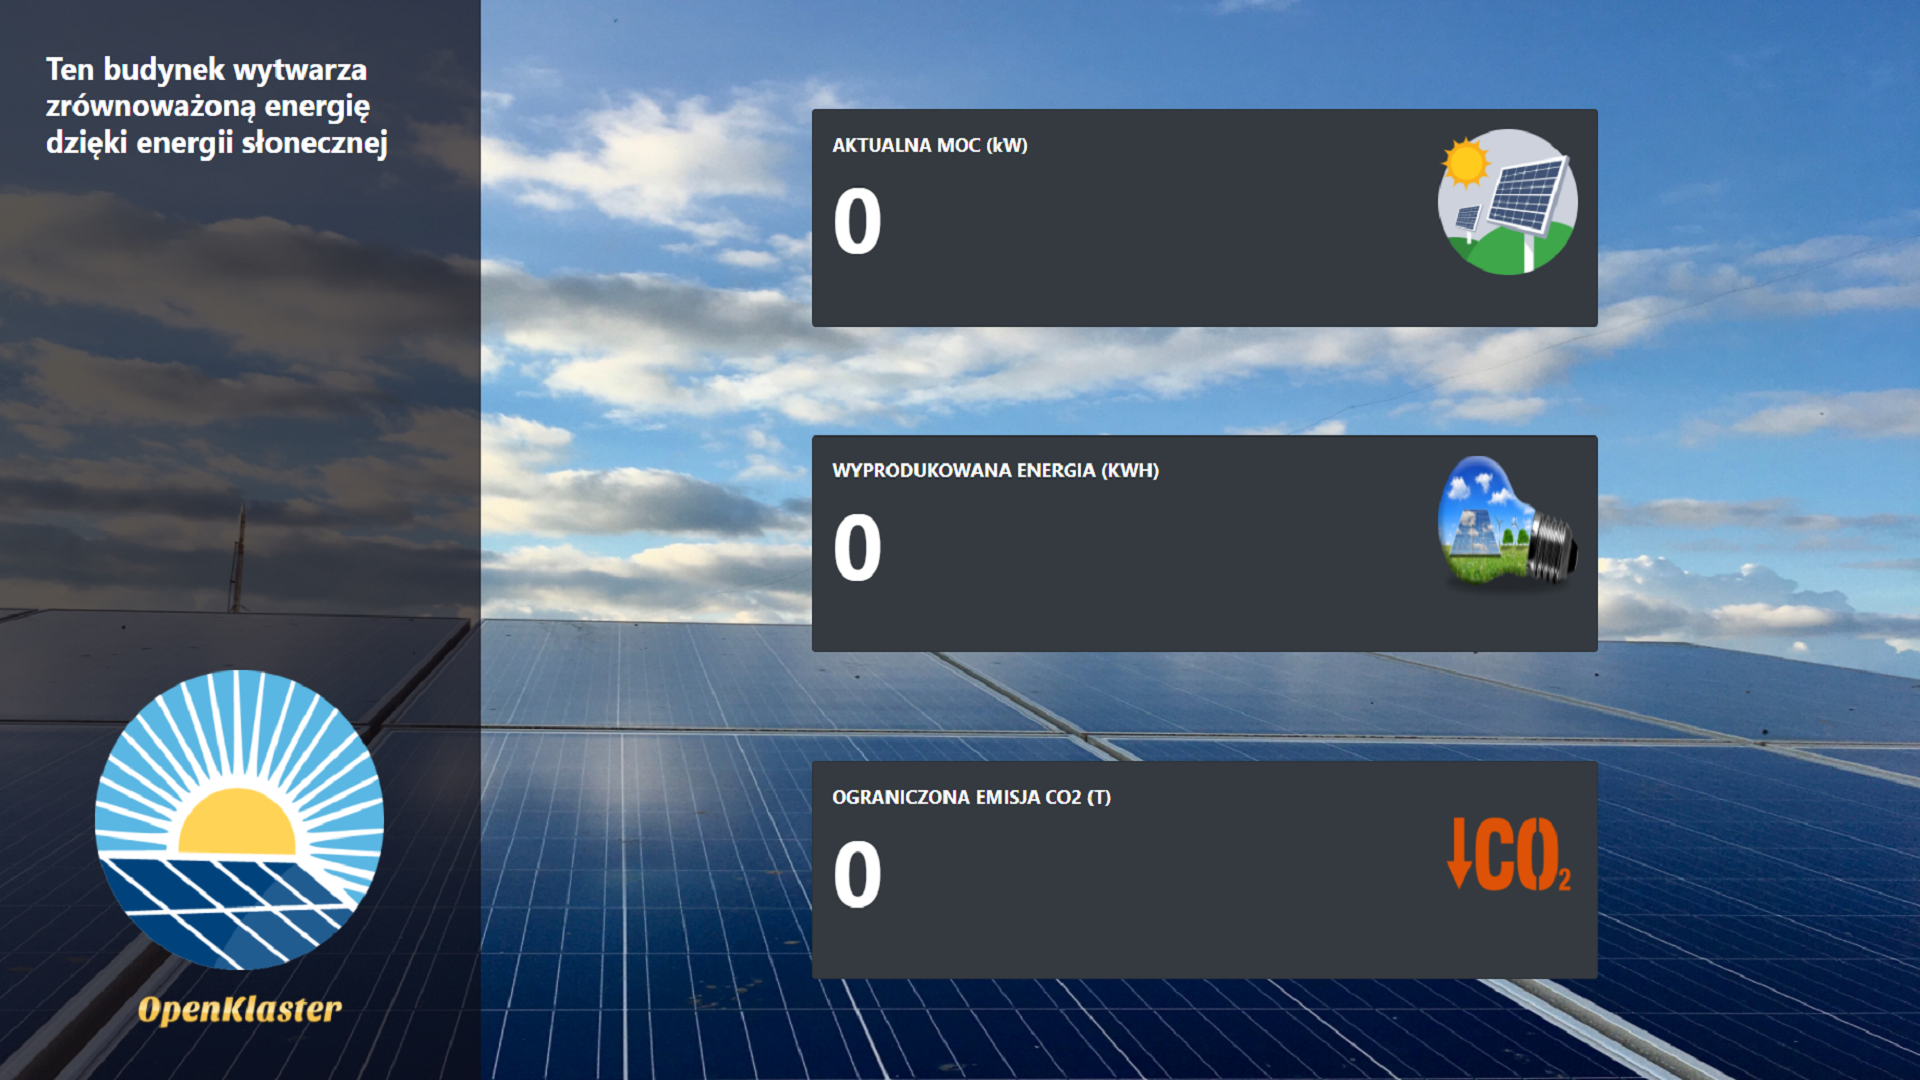 Ten budynek wytwarza
zrównoważoną energię
dzięki energii słonecznej
AKTUALNA MOC (kW)
0
WYPRODUKOWANA ENERGIA (KWH)
0
OGRANICZONA EMISJA CO2 (T)
0
CO₂
OpenKlaster